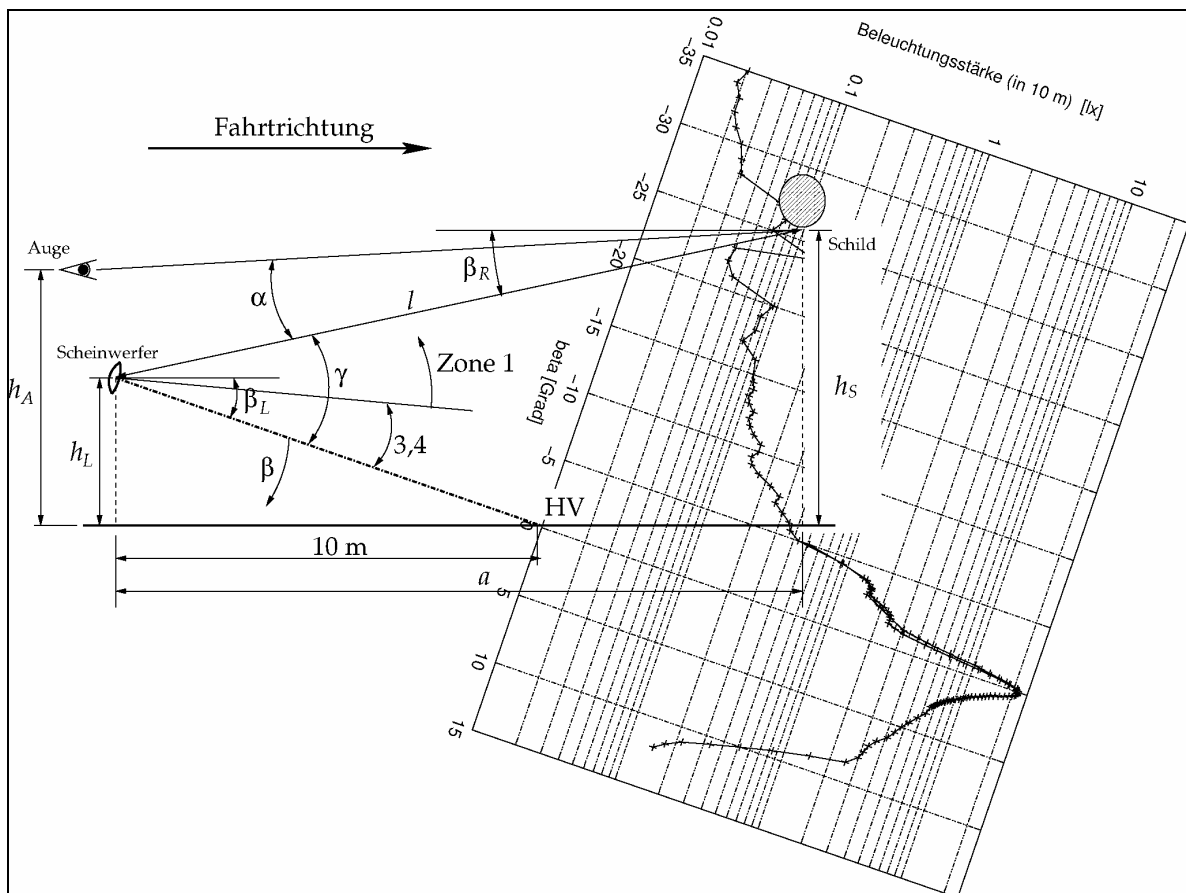 Beleuchtungsstärke (in 10 m) [lx]
0.01
0.1
1
10
−35
−30
−25
−20
−15
−10
−5
0
5
10
15
beta [Grad]
Fahrtrichtung
Auge
Schild
β_R
α
l
Zone 1
Scheinwerfer
h_A
γ
β_L
h_S
3,4
h_L
β
HV
10 m
a